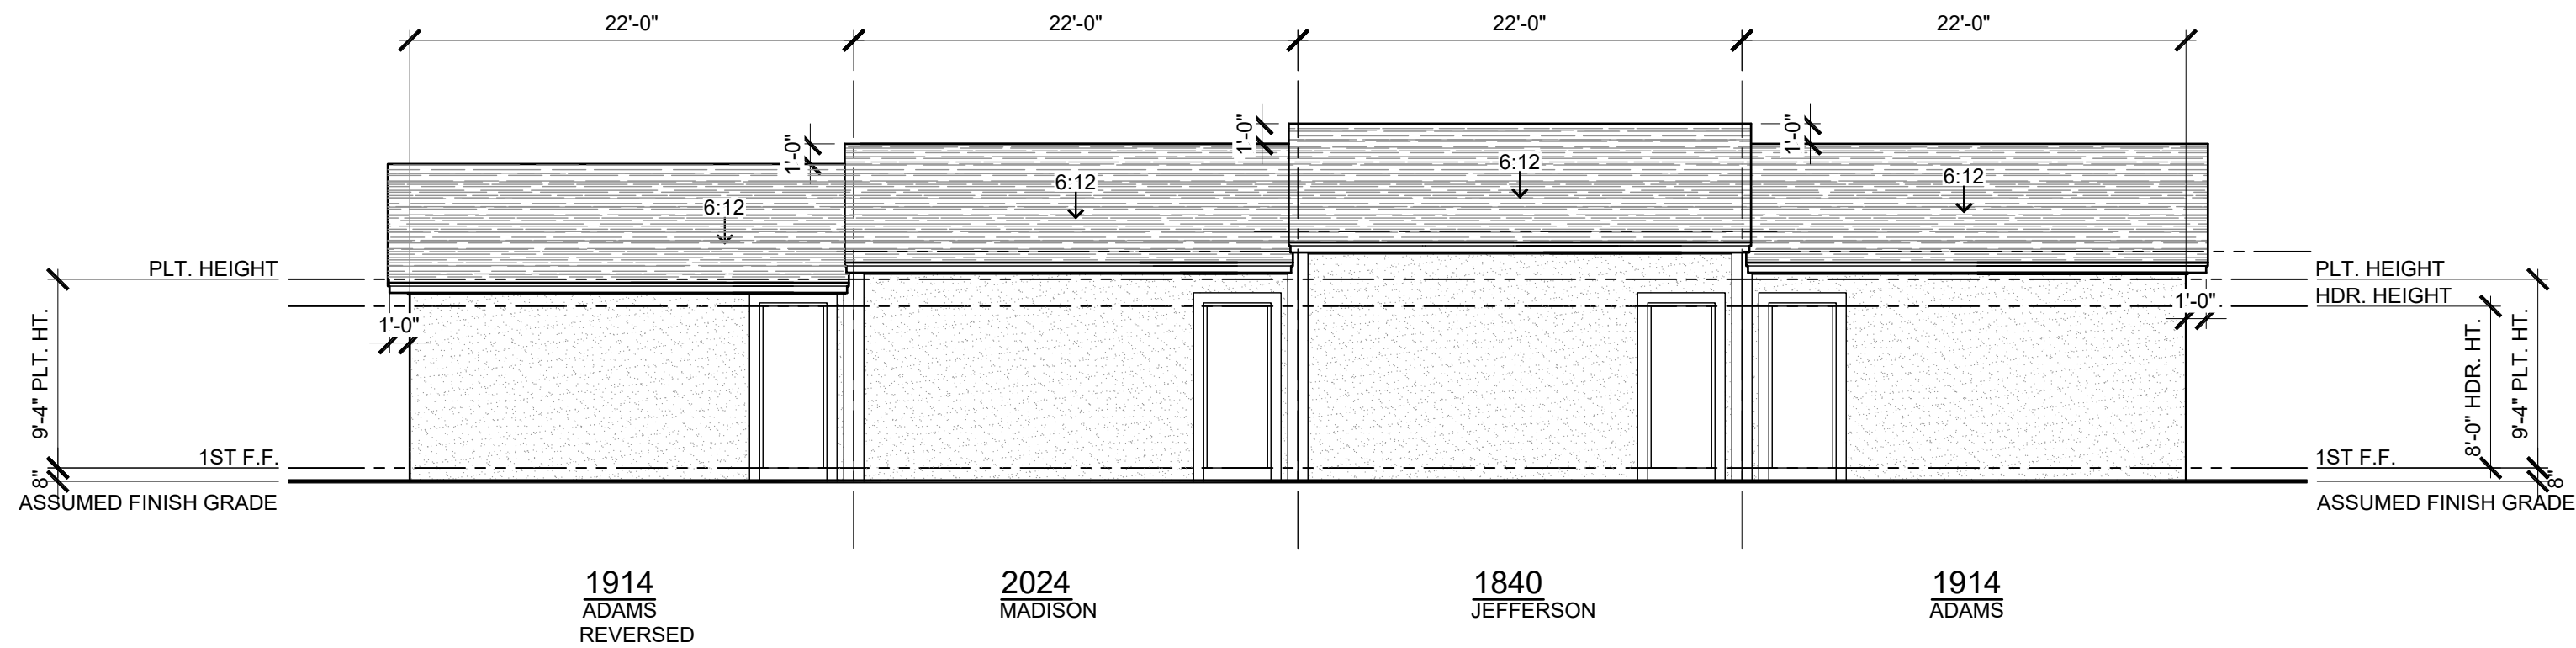 22'-0"
22'-0"
22'-0"
22'-0"
1'-0"
1'-0"
1'-0"
6:12
6:12
6:12
6:12
PLT. HEIGHT
PLT. HEIGHT
HDR. HEIGHT
1'-0"
1'-0"
9'-4" PLT. HT.
8'-0" HDR. HT.
9'-4" PLT. HT.
1ST F.F.
1ST F.F.
8"
8"
ASSUMED FINISH GRADE
ASSUMED FINISH GRADE
1914
ADAMS
REVERSED
2024
MADISON
1840
JEFFERSON
1914
ADAMS